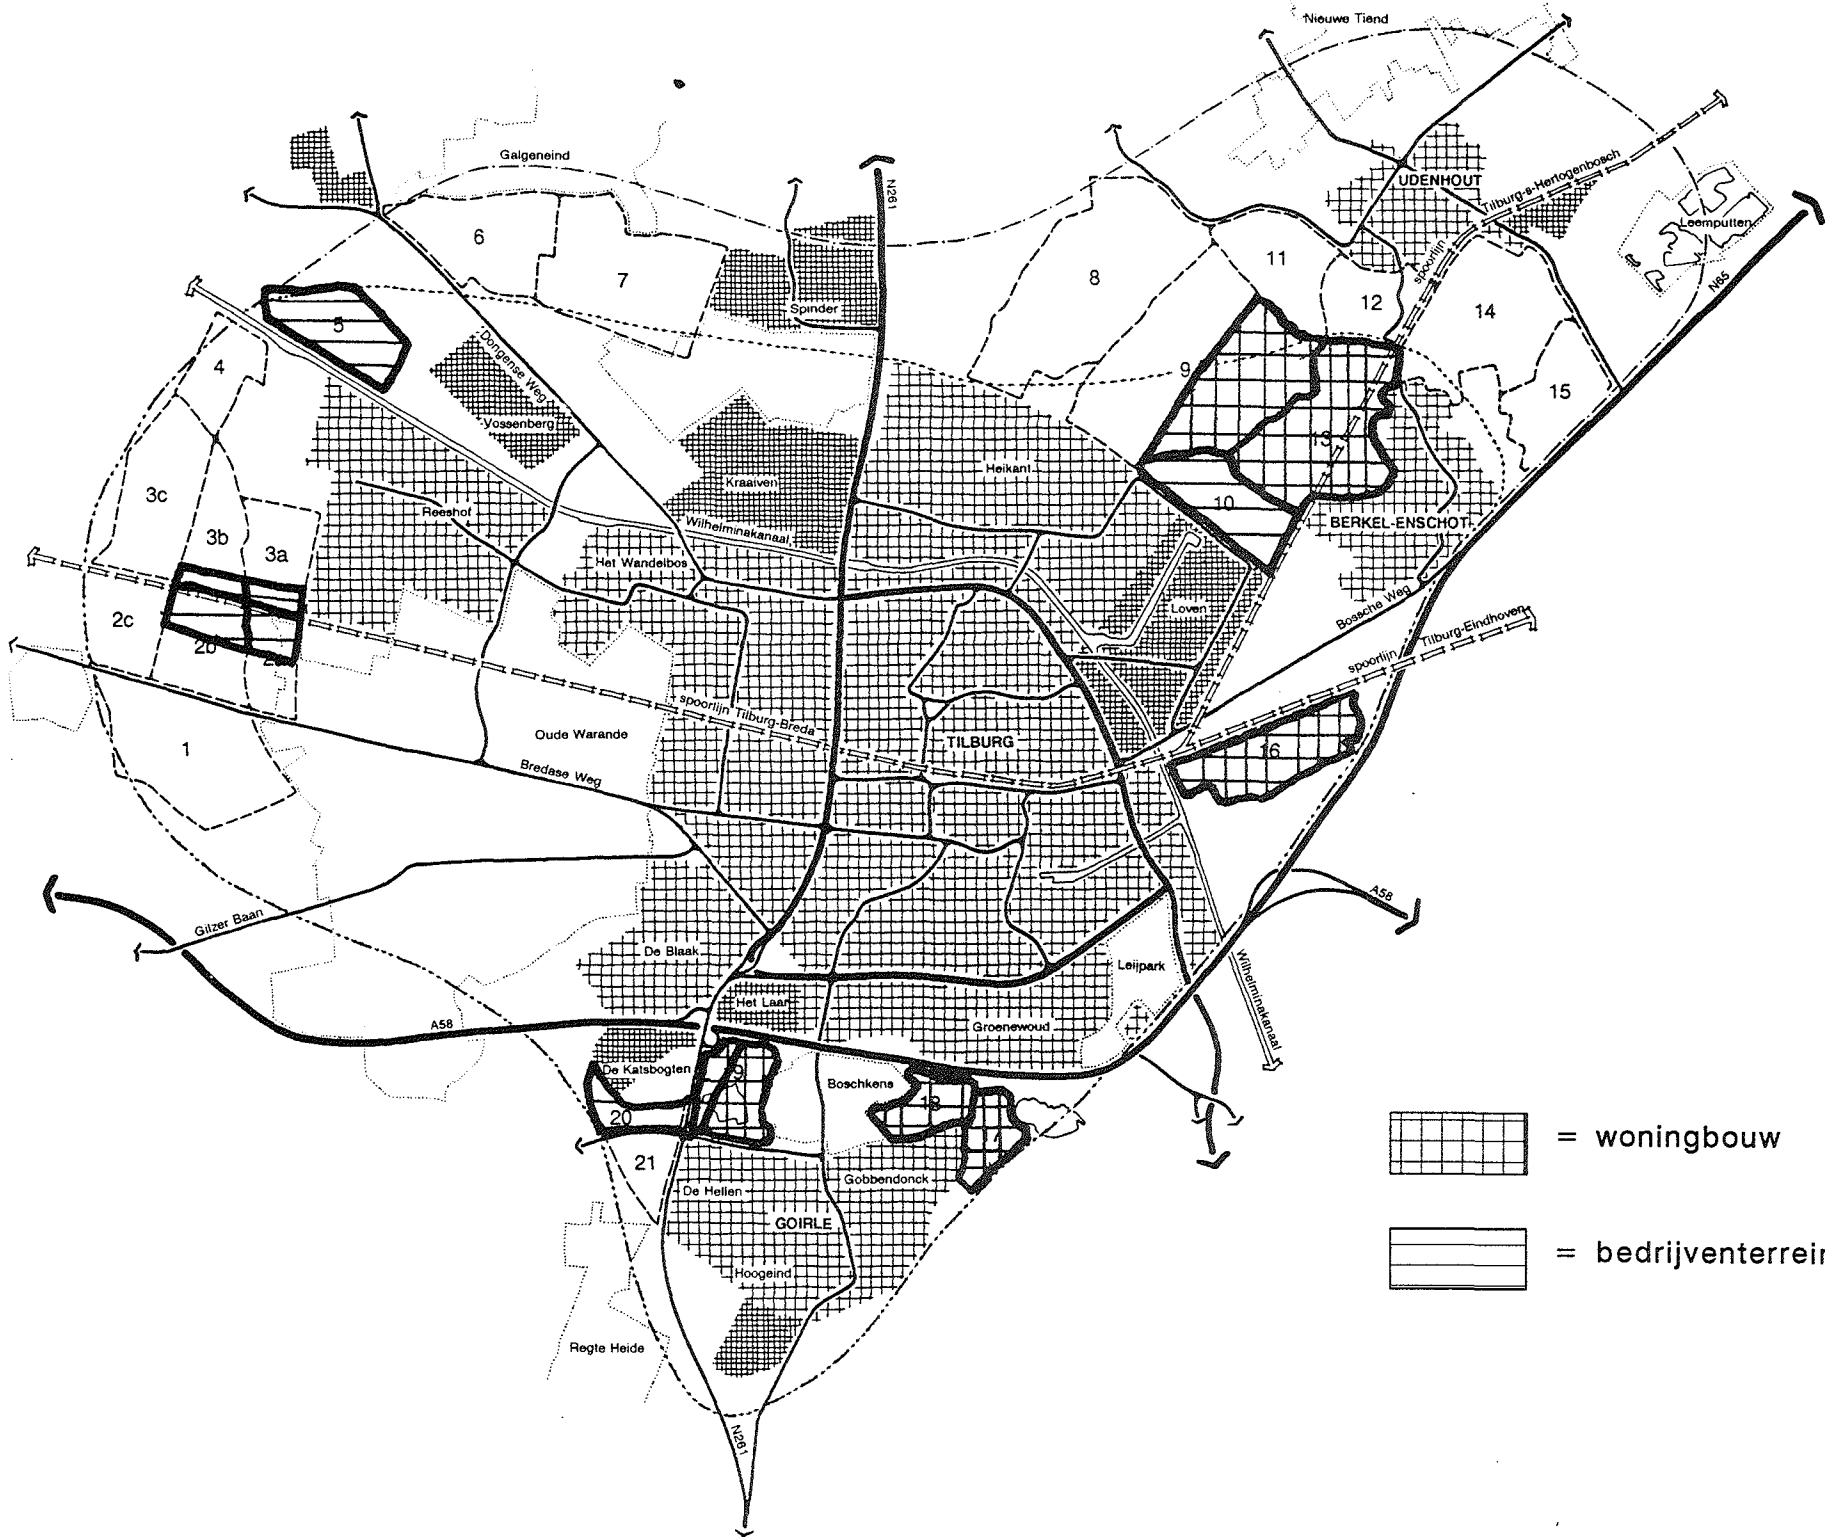 Nieuwe Tiend
Galgeneind
N261
UDENHOUT
Tilburg-s-Hertogenbosch
Leemputten
N65
6
7
8
11
12
14
15
spoorlijn
Spinder
5
4
Dongense Weg
Vossenberg
9
13
3c
3b
3a
Reeshof
Kraaiven
Heikant
10
BERKEL-ENSCHOT
Wilhelminakanaal
Het Wandelbos
Loven
Bossche Weg
spoorlijn Tilburg-Eindhoven
2c
2b
spoorlijn Tilburg-Breda
Oude Warande
TILBURG
16
1
Bredase Weg
A58
Gilzer Baan
De Blaak
Leijpark
Wilhelminakanaal
Het Laar
A58
Groenewoud
De Katsbogten
Boschkens
18
20
21
= woningbouw
De Hellen
Gobbendonck
GOIRLE
Hoogeind
= bedrijventerrein
Regte Heide
N261